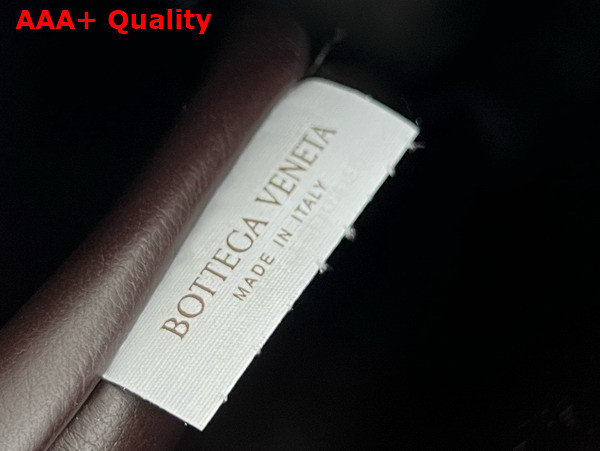 AAA+ Quality
BOTTEGA VENETA
MADE IN ITALY